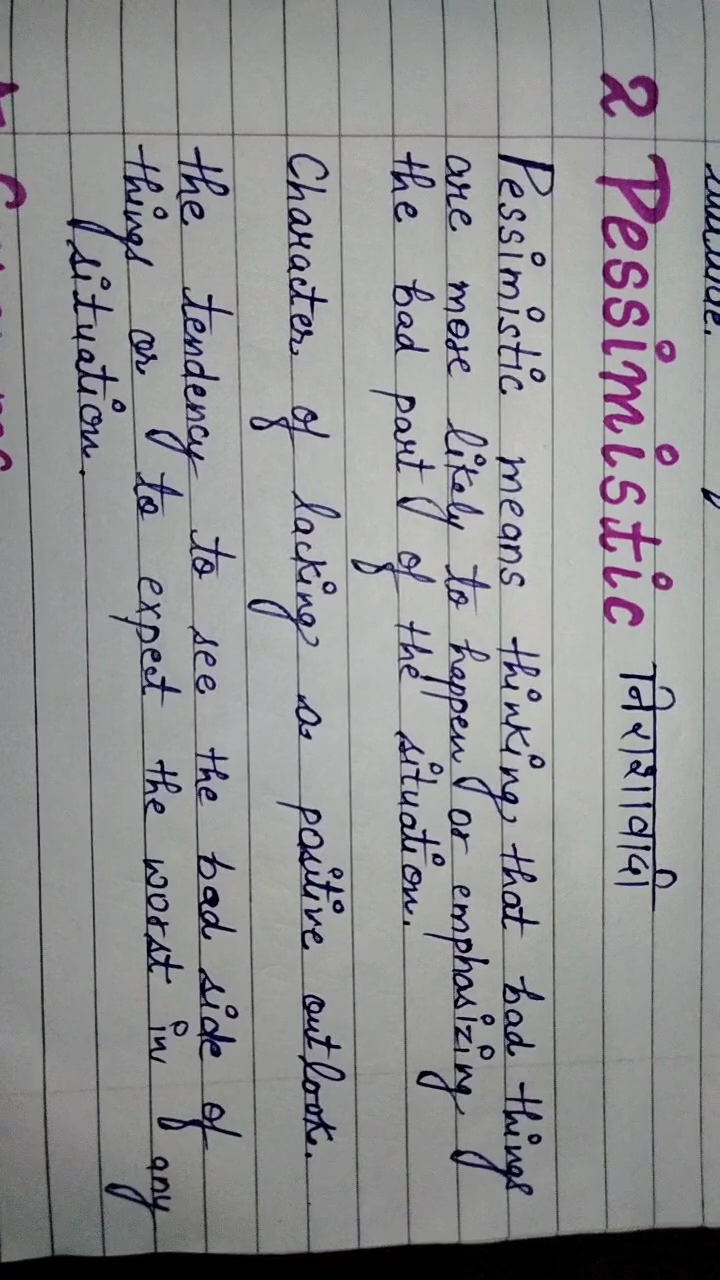 2 Pessimistic निराशावादी
Pessimistic means thinking that bad things
are more likely to happen or emphasizing
the bad part of the situation.
Character of lacking a positive outlook.
the tendency to see the bad side of
things or to expect the worst in any
situation.